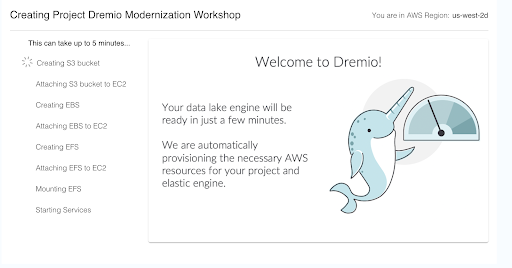 Creating Project Dremio Modernization Workshop
You are in AWS Region: us-west-2d
This can take up to 5 minutes...
Creating S3 bucket
Attaching S3 bucket to EC2
Creating EBS
Attaching EBS to EC2
Creating EFS
Attaching EFS to EC2
Mounting EFS
Starting Services
Welcome to Dremio!
Your data lake engine will be
ready in just a few minutes.
We are automatically
provisioning the necessary AWS
resources for your project and
elastic engine.